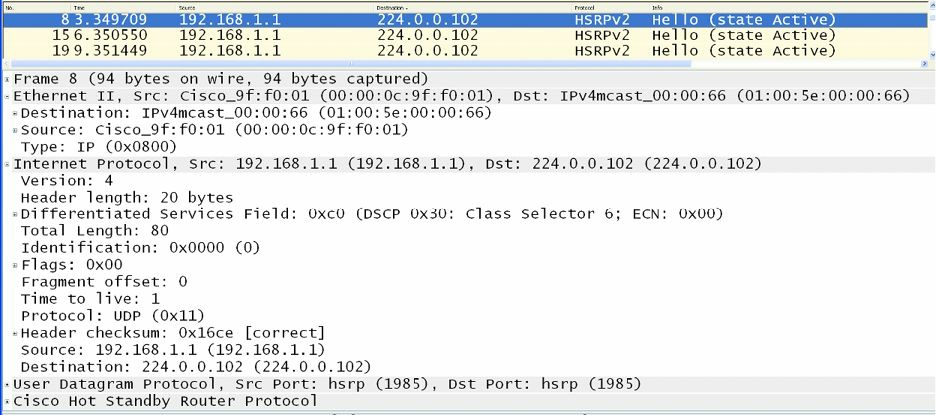 No. Time Source Destination Protocol Info
8 3.349709 192.168.1.1 224.0.0.102 HSRPv2 Hello (state Active)
15 6.350550 192.168.1.1 224.0.0.102 HSRPv2 Hello (state Active)
19 9.351449 192.168.1.1 224.0.0.102 HSRPv2 Hello (state Active)
Frame 8 (94 bytes on wire, 94 bytes captured)
Ethernet II, Src: Cisco_9f:f0:01 (00:00:0c:9f:f0:01), Dst: IPv4mcast_00:00:66 (01:00:5e:00:00:66)
Destination: IPv4mcast_00:00:66 (01:00:5e:00:00:66)
Source: Cisco_9f:f0:01 (00:00:0c:9f:f0:01)
Type: IP (0x0800)
Internet Protocol, Src: 192.168.1.1 (192.168.1.1), Dst: 224.0.0.102 (224.0.0.102)
Version: 4
Header length: 20 bytes
Differentiated Services Field: 0xc0 (DSCP 0x30: Class Selector 6; ECN: 0x00)
Total Length: 80
Identification: 0x0000 (0)
Flags: 0x00
Fragment offset: 0
Time to live: 1
Protocol: UDP (0x11)
Header checksum: 0x16ce [correct]
Source: 192.168.1.1 (192.168.1.1)
Destination: 224.0.0.102 (224.0.0.102)
User Datagram Protocol, Src Port: hsrp (1985), Dst Port: hsrp (1985)
Cisco Hot Standby Router Protocol